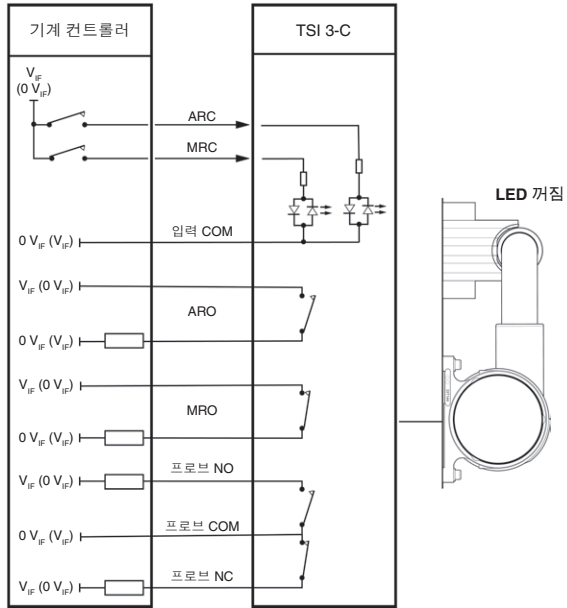 기계 컨트롤러
TSI 3-C
V_IF
(0 V_IF)
ARC
MRC
LED 꺼짐
입력 COM
0 V_IF (V_IF)
V_IF (0 V_IF)
ARO
0 V_IF (V_IF)
V_IF (0 V_IF)
MRO
0 V_IF (V_IF)
프로브 NO
V_IF (0 V_IF)
프로브 COM
0 V_IF (V_IF)
프로브 NC
V_IF (0 V_IF)